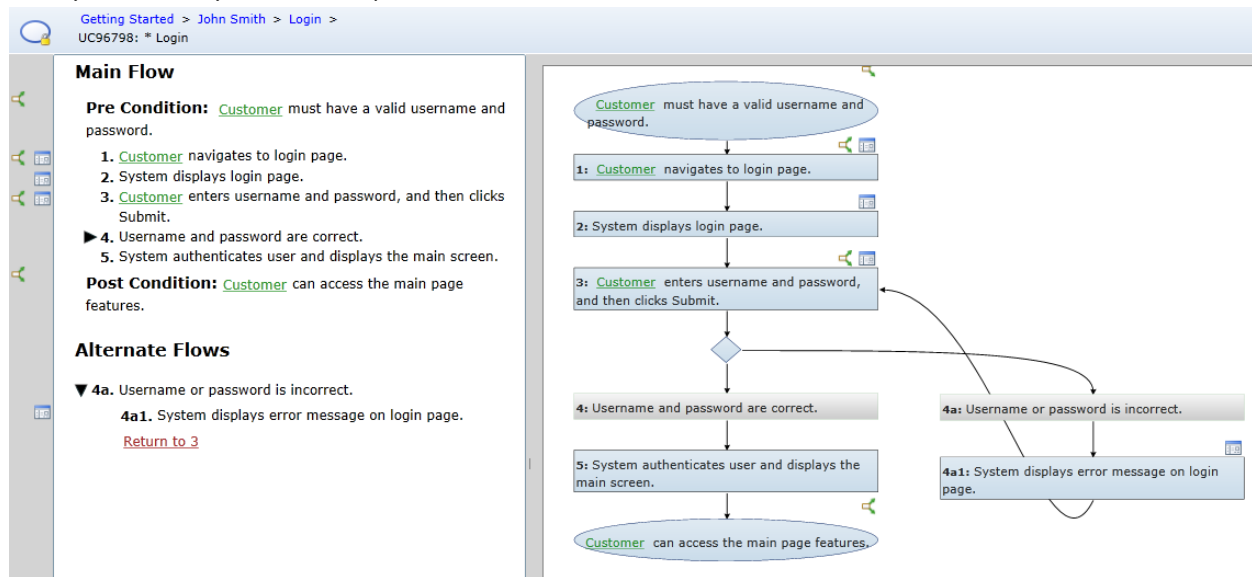 Getting Started > John Smith > Login >
UC96798: * Login
Main Flow
Pre Condition: Customer must have a valid username and
password.
1. Customer navigates to login page.
2. System displays login page.
3. Customer enters username and password, and then clicks
Submit.
4. Username and password are correct.
5. System authenticates user and displays the main screen.
Post Condition: Customer can access the main page
features.
Alternate Flows
4a. Username or password is incorrect.
4a1. System displays error message on login page.
Return to 3
Customer must have a valid username and
password.
1: Customer navigates to login page.
2: System displays login page.
3: Customer enters username and password,
and then clicks Submit.
4: Username and password are correct.
4a: Username or password is incorrect.
5: System authenticates user and displays the
main screen.
4a1: System displays error message on login
page.
Customer can access the main page features.